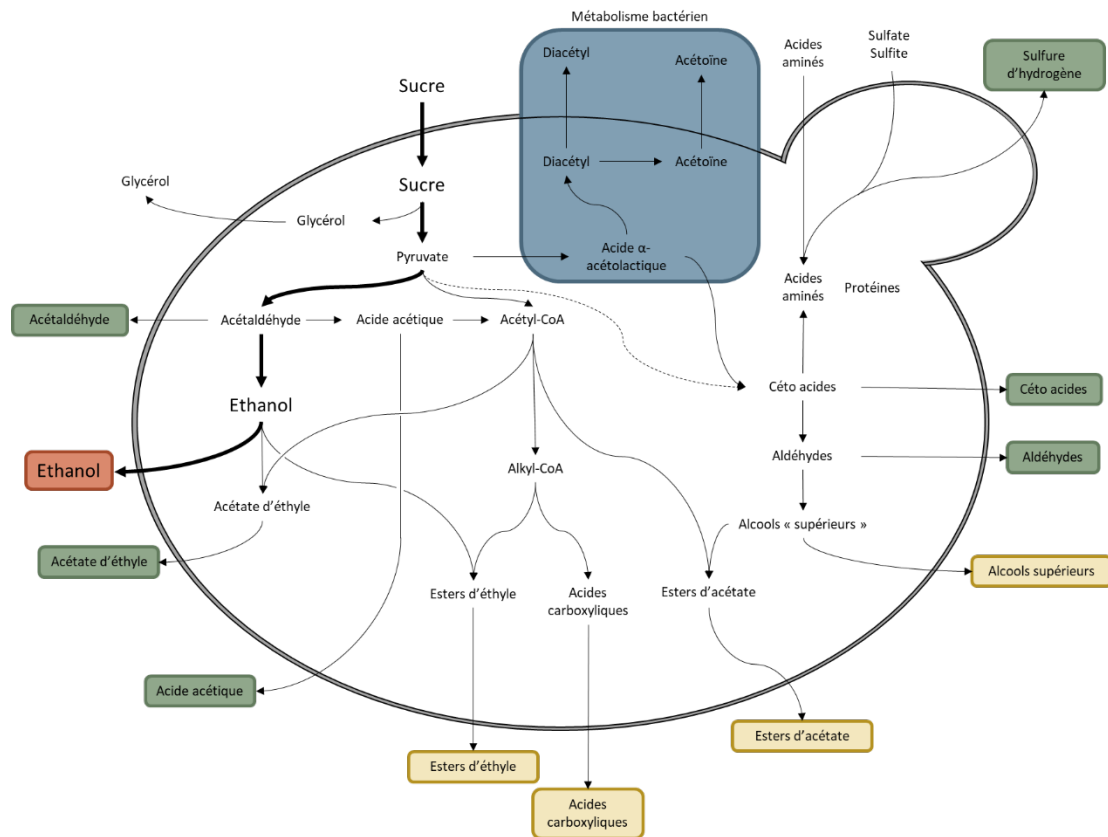 Métabolisme bactérien
Diacétyl
Acétoïne
Acides
aminés
Sulfate
Sulfite
Sulfure
d'hydrogène
Sucre
Diacétyl
Acétoïne
Sucre
Glycérol
Glycérol
Pyruvate
Acide α-
acétolactique
Acides
aminés
Protéines
Acétaldéhyde
Acétaldéhyde
Acide acétique
Acétyl-CoA
Céto acides
Céto acides
Ethanol
Aldéhydes
Aldéhydes
Ethanol
Alkyl-CoA
Acétate d'éthyle
Alcools « supérieurs »
Acétate d'éthyle
Alcools supérieurs
Esters d'éthyle
Acides
carboxyliques
Esters d'acétate
Acide acétique
Esters d'acétate
Esters d'éthyle
Acides
carboxyliques